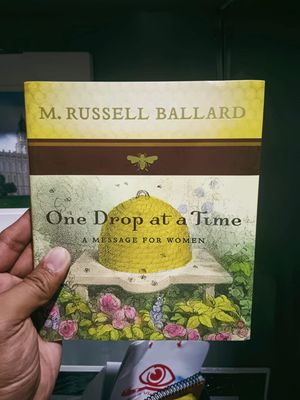 M. RUSSELL BALLARD
One Drop at a Time
A MESSAGE FOR WOMEN